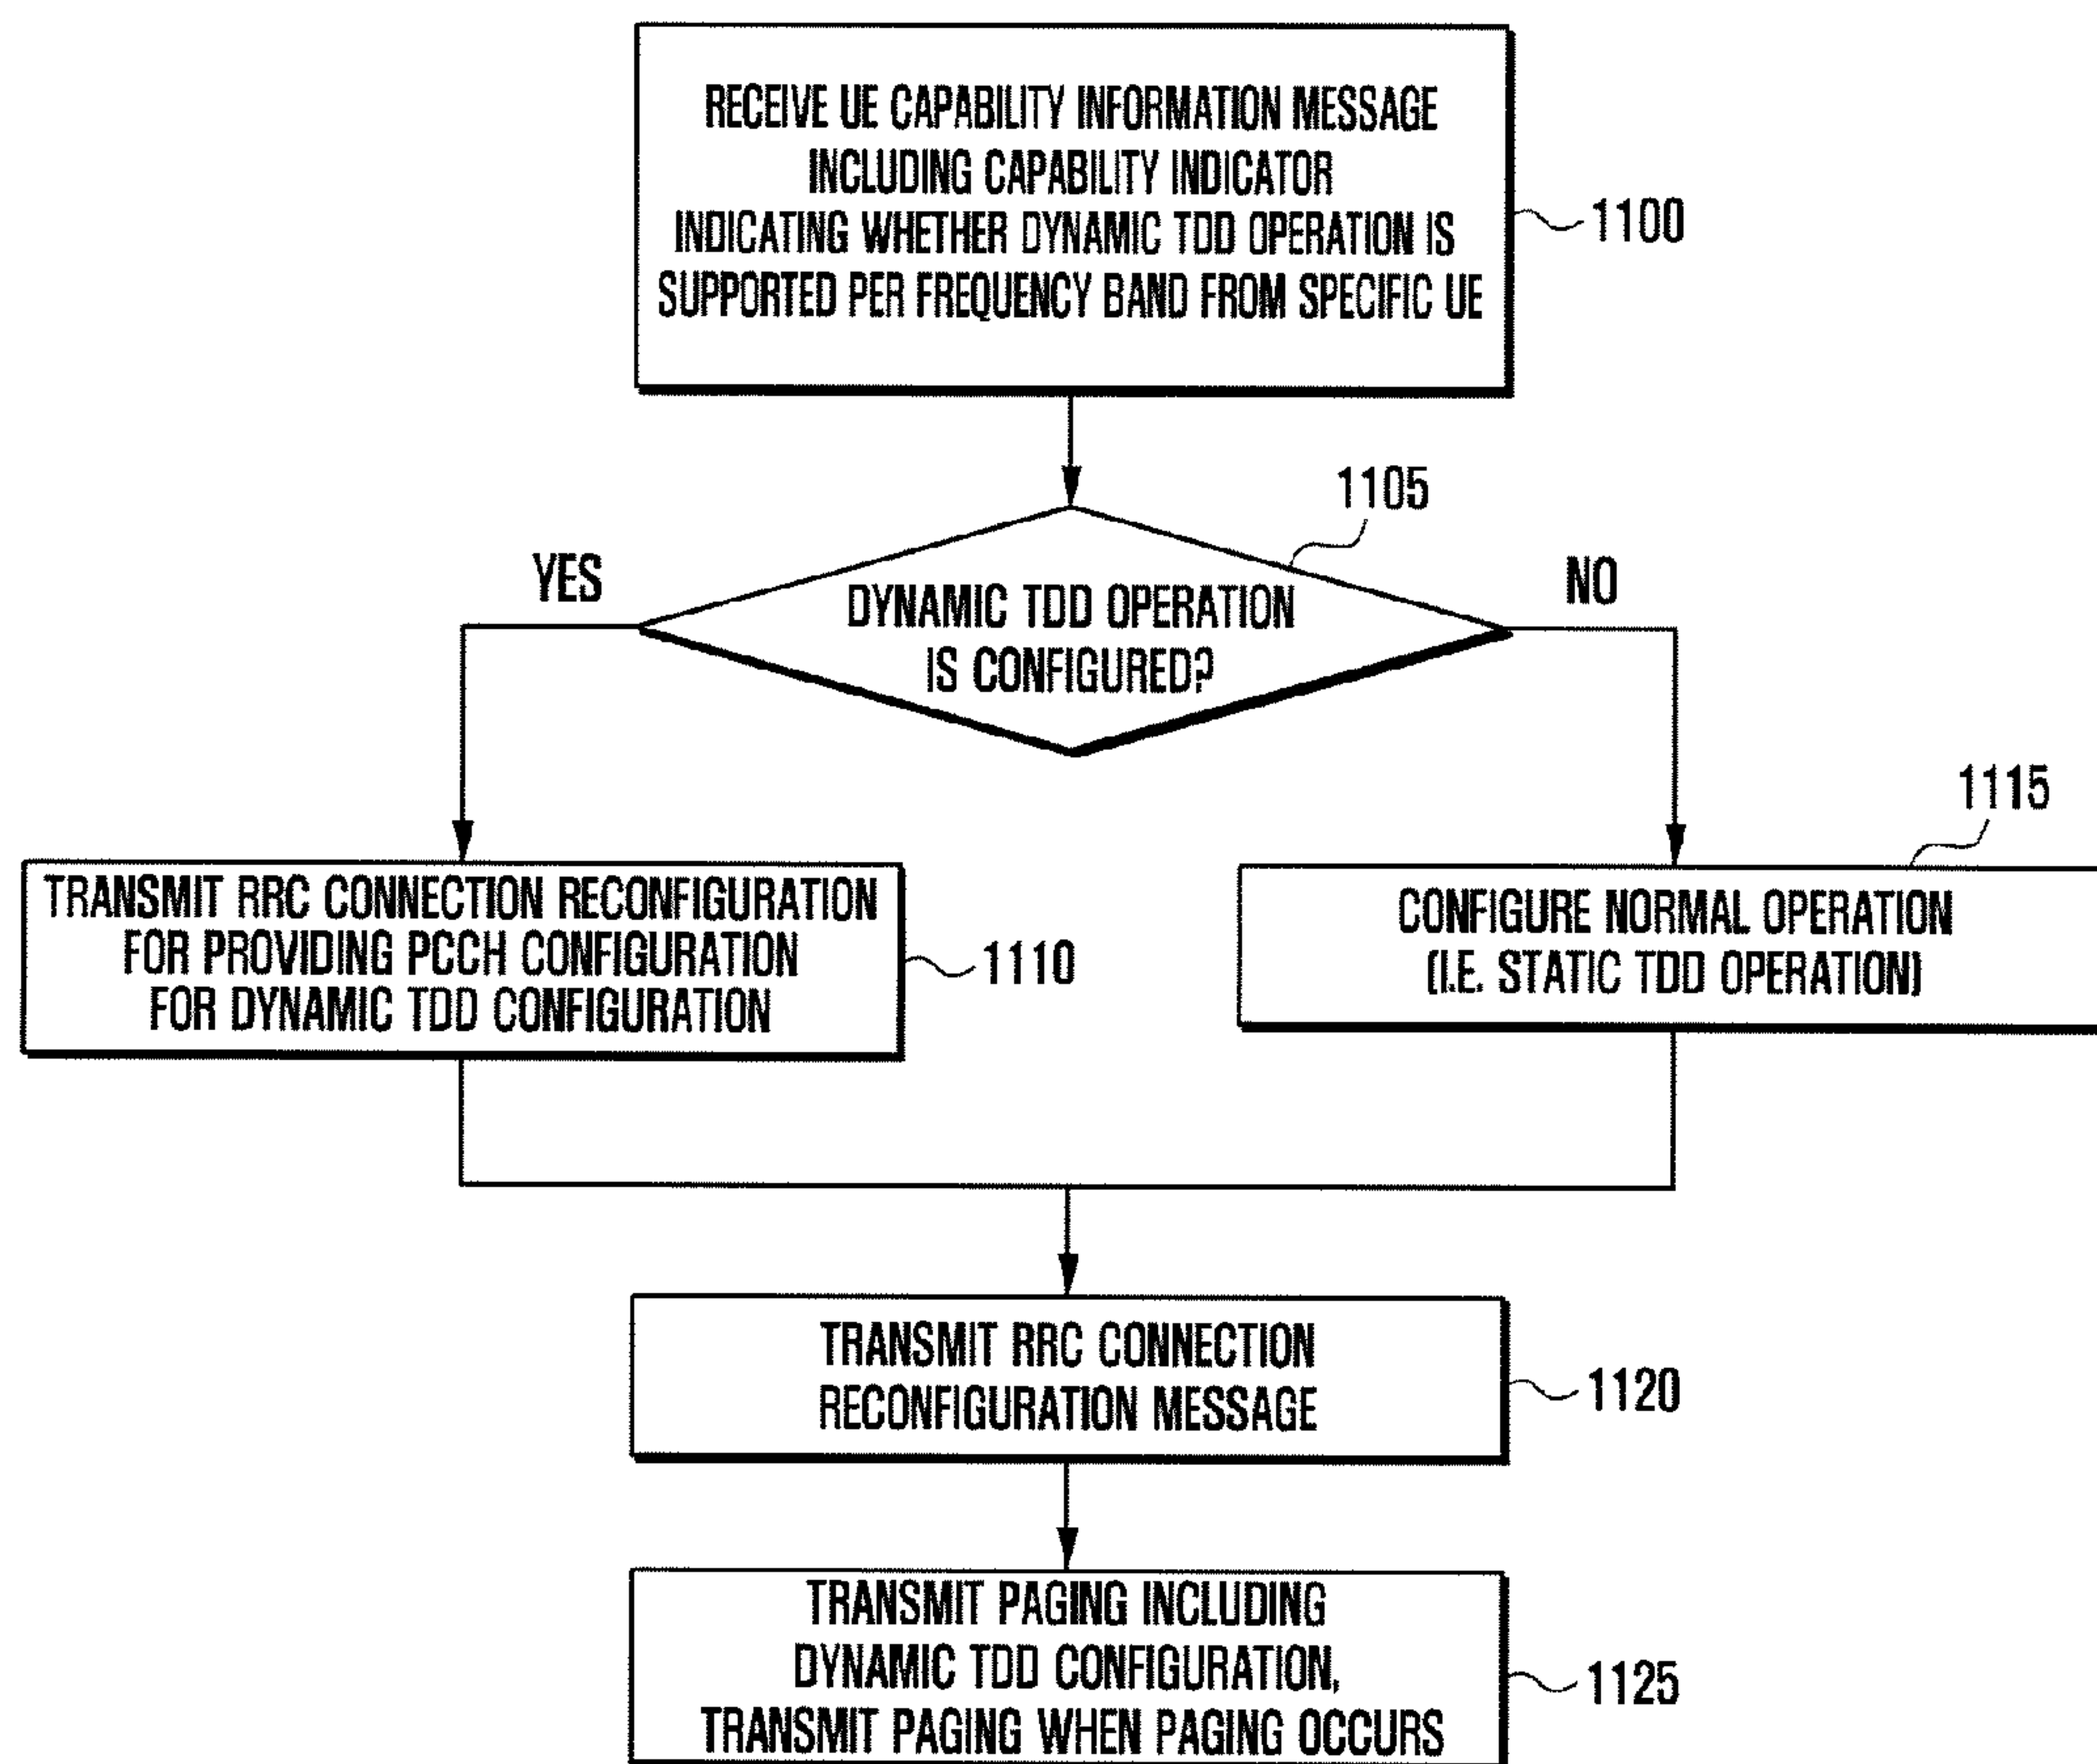 RECEIVE UE CAPABILITY INFORMATION MESSAGE
INCLUDING CAPABILITY INDICATOR
INDICATING WHETHER DYNAMIC TDD OPERATION IS
SUPPORTED PER FREQUENCY BAND FROM SPECIFIC UE
1100
1105
YES
NO
DYNAMIC TDD OPERATION
IS CONFIGURED?
1115
TRANSMIT RRC CONNECTION RECONFIGURATION
FOR PROVIDING PCCH CONFIGURATION
FOR DYNAMIC TDD CONFIGURATION
1110
CONFIGURE NORMAL OPERATION
(I.E. STATIC TDD OPERATION)
TRANSMIT RRC CONNECTION
RECONFIGURATION MESSAGE
1120
TRANSMIT PAGING INCLUDING
DYNAMIC TDD CONFIGURATION,
TRANSMIT PAGING WHEN PAGING OCCURS
1125